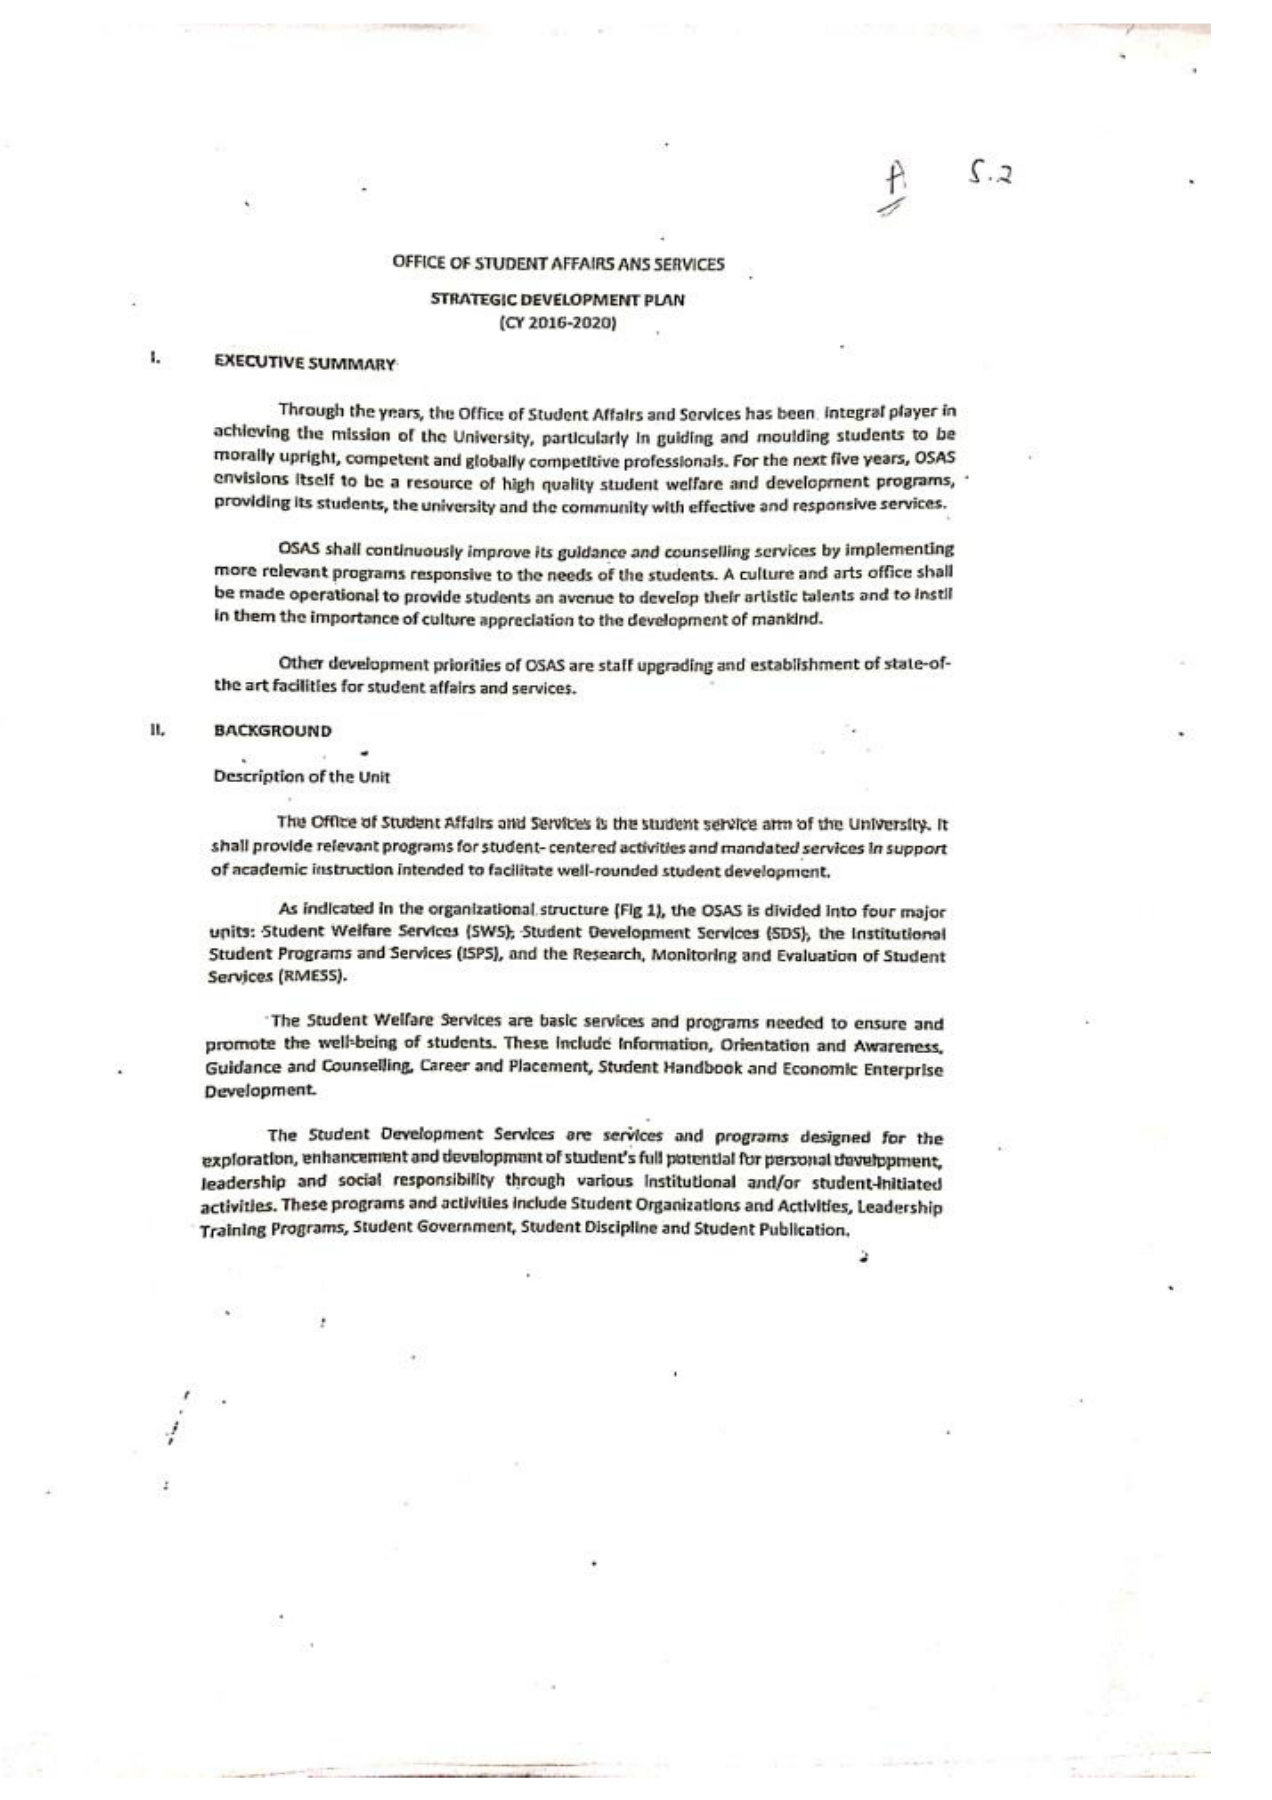 A S.2
OFFICE OF STUDENT AFFAIRS ANS SERVICES
STRATEGIC DEVELOPMENT PLAN
(CY 2016-2020)
I. EXECUTIVE SUMMARY
Through the years, the Office of Student Affairs and Services has been integral player in
achieving the mission of the University, particularly in guiding and moulding students to be
morally upright, competent and globally competitive professionals. For the next five years, OSAS
envisions itself to be a resource of high quality student welfare and development programs,
providing its students, the university and the community with effective and responsive services.
OSAS shall continuously improve its guidance and counselling services by implementing
more relevant programs responsive to the needs of the students. A culture and arts office shall
be made operational to provide students an avenue to develop their artistic talents and to instil
in them the importance of culture appreciation to the development of mankind.
Other development priorities of OSAS are staff upgrading and establishment of state-of-
the art facilities for student affairs and services.
II. BACKGROUND
Description of the Unit
The Office of Student Affairs and Services is the student service arm of the University. It
shall provide relevant programs for student- centered activities and mandated services in support
of academic instruction intended to facilitate well-rounded student development.
As indicated in the organizational structure (Fig 1), the OSAS is divided into four major
units: Student Welfare Services (SWS); Student Development Services (SDS), the Institutional
Student Programs and Services (ISPS), and the Research, Monitoring and Evaluation of Student
Services (RMESS).
The Student Welfare Services are basic services and programs needed to ensure and
promote the well-being of students. These include Information, Orientation and Awareness,
Guidance and Counselling, Career and Placement, Student Handbook and Economic Enterprise
Development.
The Student Development Services are services and programs designed for the
exploration, enhancement and development of student's full potential for personal development,
leadership and social responsibility through various institutional and/or student-initiated
activities. These programs and activities include Student Organizations and Activities, Leadership
Training Programs, Student Government, Student Discipline and Student Publication.